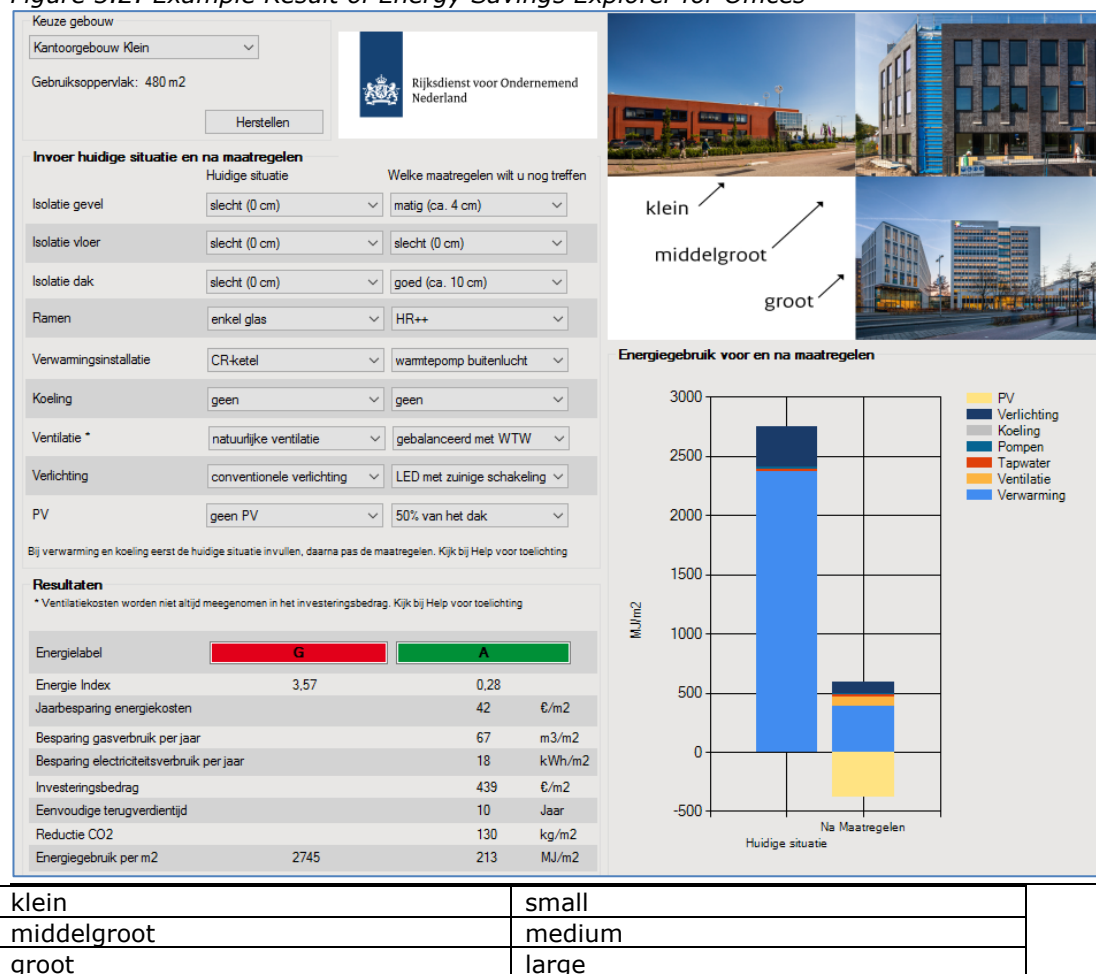 Figure 3.2: Example Result of Energy Savings Explorer for Offices
Keuze gebouw
Kantoorgebouw Klein
Gebruiksoppervlak: 480 m2
Herstellen
Rijksdienst voor Ondernemend
Nederland
klein
middelgroot
groot
Invoer huidige situatie en na maatregelen
Huidige situatie Welke maatregelen wilt u nog treffen
Isolatie gevel slecht (0 cm) matig (ca. 4 cm)
Isolatie vloer slecht (0 cm) slecht (0 cm)
Isolatie dak slecht (0 cm) goed (ca. 10 cm)
Ramen enkel glas HR++
Verwarmingsinstallatie CR-ketel warmtepomp buitenlucht
Koeling geen geen
Ventilatie * natuurlijke ventilatie gebalanceerd met WTW
Verlichting conventionele verlichting LED met zuinige schakeling
PV geen PV 50% van het dak
Bij verwarming en koeling eerst de huidige situatie invullen, daarna pas de maatregelen. Kijk bij Help voor toelichting
Resultaten
* Ventilatiekosten worden niet altijd meegenomen in het investeringsbedrag. Kijk bij Help voor toelichting
Energielabel G A
Energie Index 3,57 0,28
Jaarbesparing energiekosten 42 €/m2
Besparing gasverbruik per jaar 67 m3/m2
Besparing electriciteitsverbruik per jaar 18 kWh/m2
Investeringsbedrag 439 €/m2
Eenvoudige terugverdientijd 10 Jaar
Reductie CO2 130 kg/m2
Energiegebruik per m2 2745 213 MJ/m2
Energiegebruik voor en na maatregelen
3000
2500
2000
1500
1000
500
0
-500
MJ/m2
Na Maatregelen
Huidige situatie
PV
Verlichting
Koeling
Pompen
Tapwater
Ventilatie
Verwarming
klein small
middelgroot medium
groot large